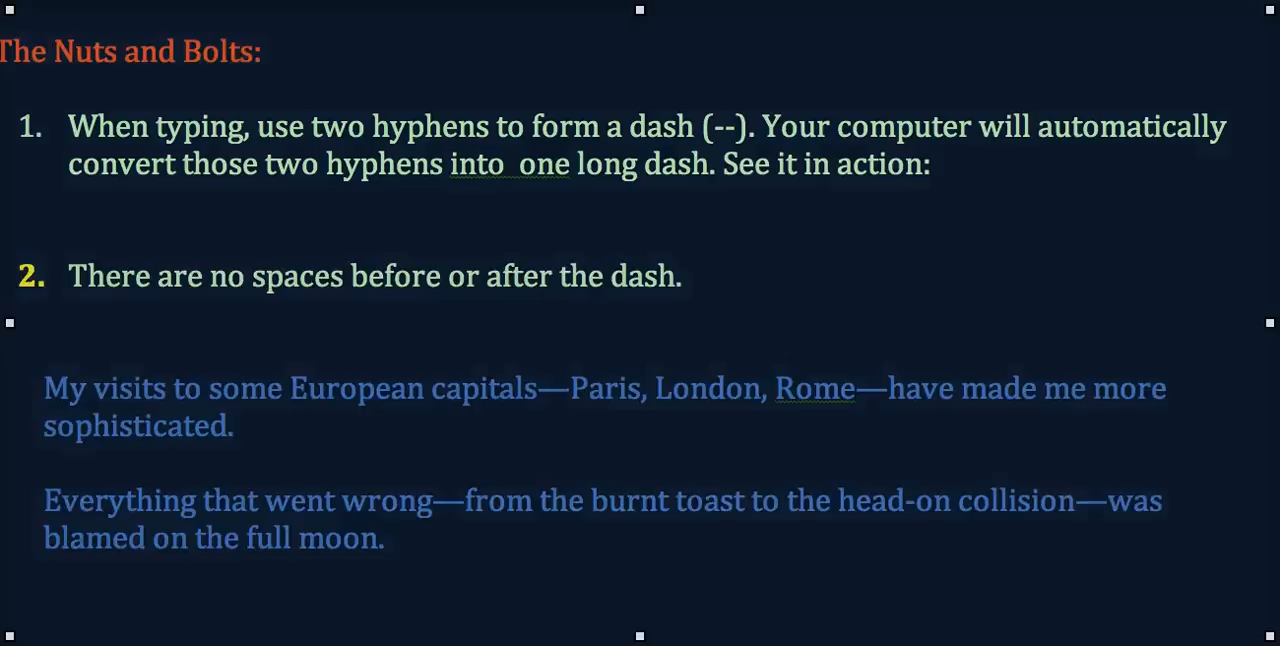 The Nuts and Bolts:
1. When typing, use two hyphens to form a dash (--). Your computer will automatically
convert those two hyphens into  one long dash. See it in action:
2. There are no spaces before or after the dash.
My visits to some European capitals—Paris, London, Rome—have made me more
sophisticated.
Everything that went wrong—from the burnt toast to the head-on collision—was
blamed on the full moon.